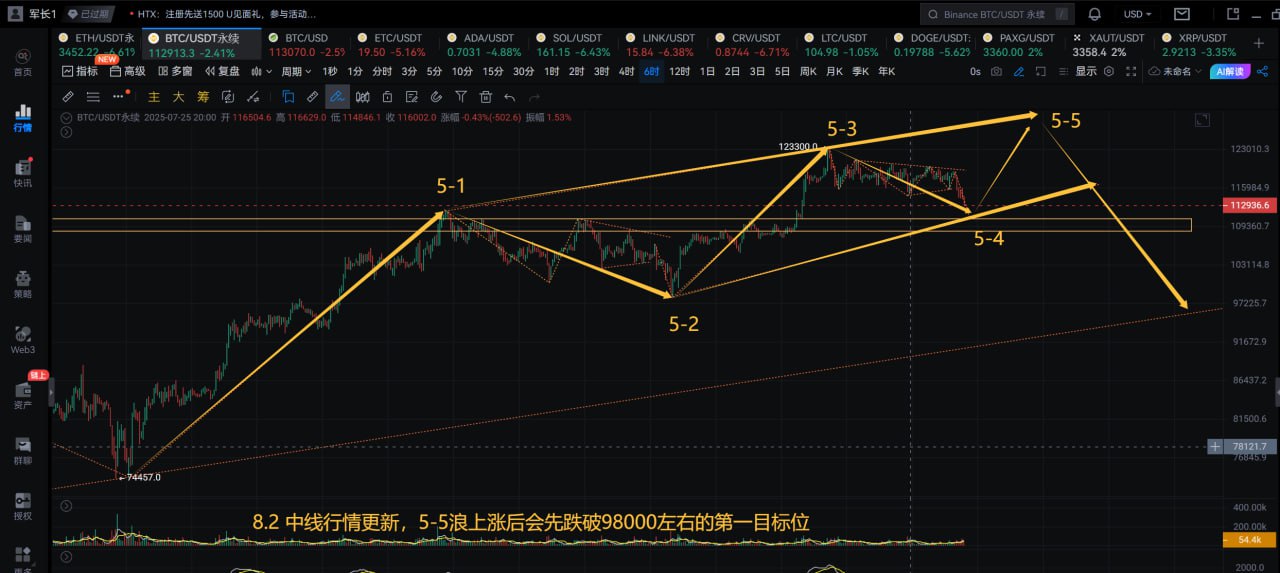 军长1 已过期 HTX：注册先送1500 U见面礼，参与活动… Binance BTC/USDT 永续 / USD
ETH/USDT永 BTC/USDT永续 BTC/USD ETC/USDT ADA/USDT SOL/USDT LINK/USDT CRV/USDT LTC/USDT DOGE/USDT: PAXG/USDT XAUT/USDT XRP/USDT
3452.22 -6.619 112913.3 -2.41% 113070.0 -2.59 19.50 -5.16% 0.7031 -4.88% 161.15 -6.43% 15.84 -6.38% 0.8744 -6.71% 104.98 -1.05% 0.19788 -5.629 3360.00 2% 3358.4 2% 2.9213 -3.35%
NEW
指标 高级 多窗 复盘 周期 1秒 1分 分时 3分 5分 10分 15分 30分 1时 2时 3时 4时 6时 12时 1日 2日 3日 5日 周K 月K 季K 年K 0s 显示 未命名 AI解读
主 大 筹
BTC/USDT永续 2025-07-25 20:00 开 116504.6 高 116629.0 低 114846.1 收 116002.0 涨幅 -0.43%(-502.6) 振幅 1.53%
首页
行情
快讯
要闻
策略
Web3
链上
资产
群聊
授权
更多
5-5
5-3
123300.0
5-1
5-4
5-2
74457.0
123010.3
115984.9
112936.6
109360.7
103114.8
97225.7
91672.9
86437.2
81500.6
78121.7
76845.9
8.2 中线行情更新，5-5浪上涨后会先跌破98000左右的第一目标位
400.00k
200.00k
54.4k
2000.0